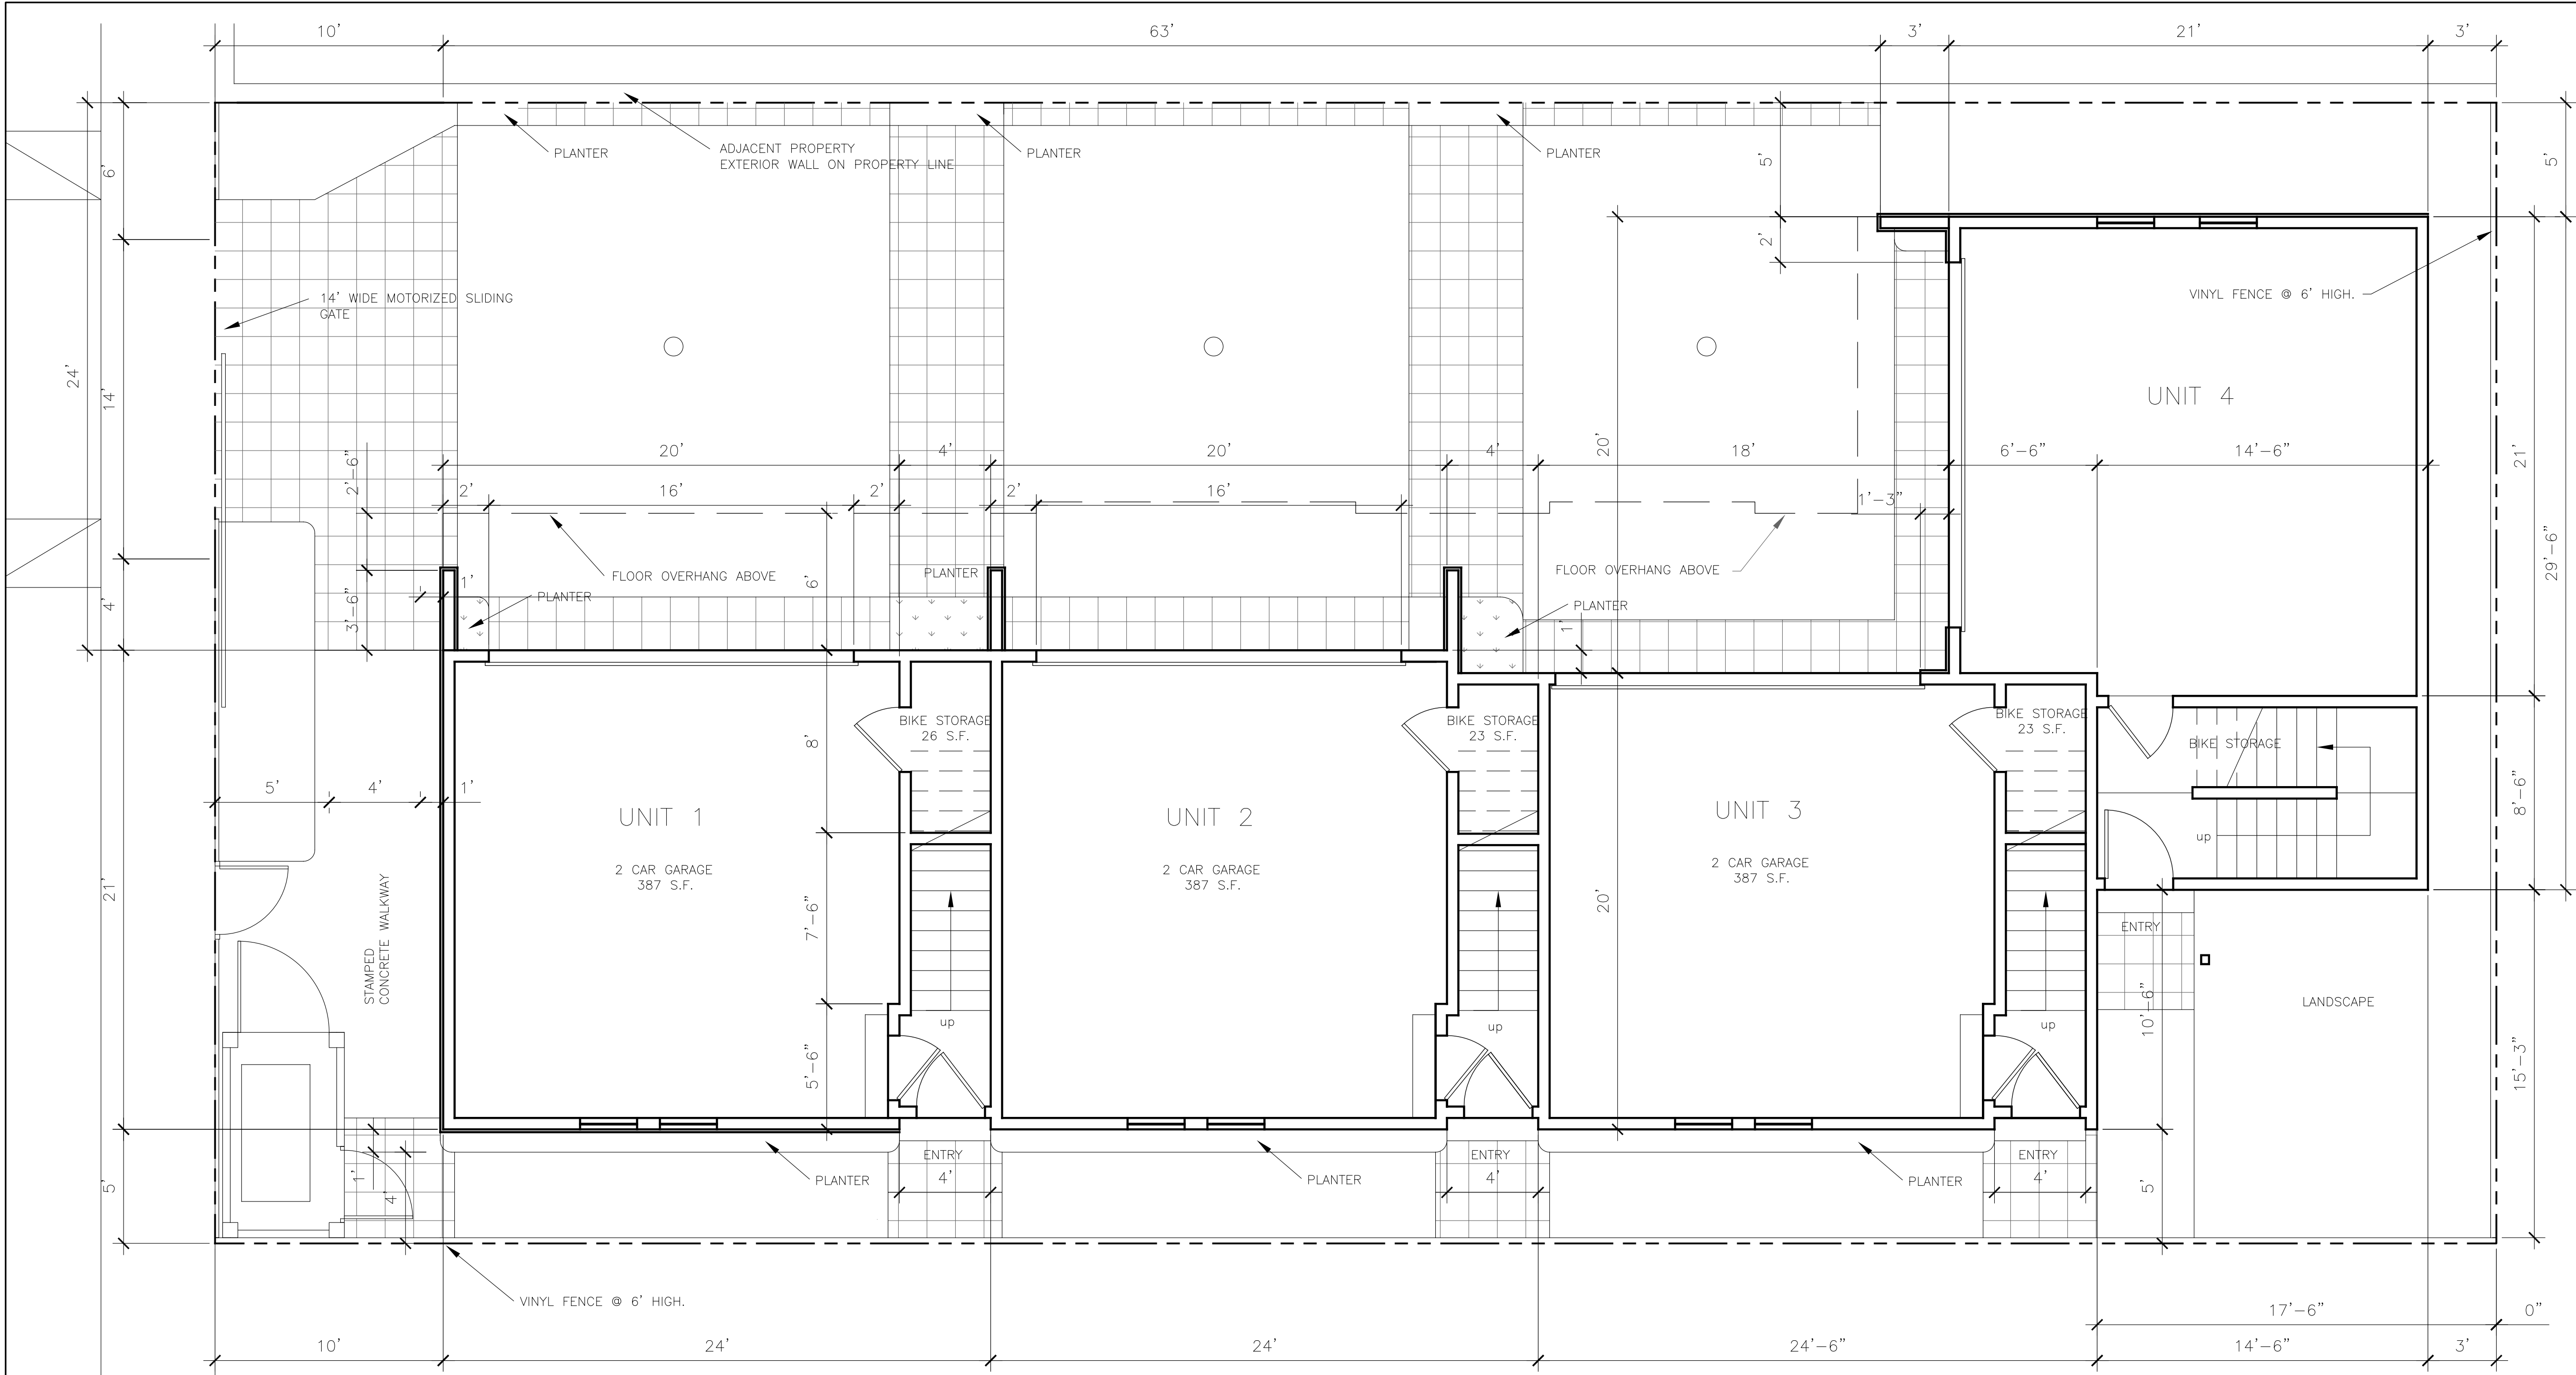 10'
63'
3'
21'
3'
PLANTER
ADJACENT PROPERTY
EXTERIOR WALL ON PROPERTY LINE
PLANTER
PLANTER
6'
5'
5'
2'
14' WIDE MOTORIZED SLIDING
GATE
VINYL FENCE @ 6' HIGH.
24'
14'
UNIT 4
2'-6"
20'
4'
20'
4'
20'
18'
6'-6"
14'-6"
21'
2'
16'
2'
2'
16'
1'-3"
29'-6"
FLOOR OVERHANG ABOVE
PLANTER
FLOOR OVERHANG ABOVE
4'
3'-6"
1'
PLANTER
6'
PLANTER
1'
BIKE STORAGE
26 S.F.
BIKE STORAGE
23 S.F.
BIKE STORAGE
23 S.F.
BIKE STORAGE
8'
5'
4'
1'
8'-6"
UNIT 1
UNIT 2
UNIT 3
up
2 CAR GARAGE
387 S.F.
2 CAR GARAGE
387 S.F.
2 CAR GARAGE
387 S.F.
21'
STAMPED
CONCRETE WALKWAY
7'-6"
20'
ENTRY
LANDSCAPE
10'-6"
up
up
up
5'-6"
15'-3"
ENTRY
ENTRY
ENTRY
1'
4'
PLANTER
4'
PLANTER
4'
PLANTER
4'
5'
5'
VINYL FENCE @ 6' HIGH.
17'-6"
0"
10'
24'
24'
24'-6"
14'-6"
3'